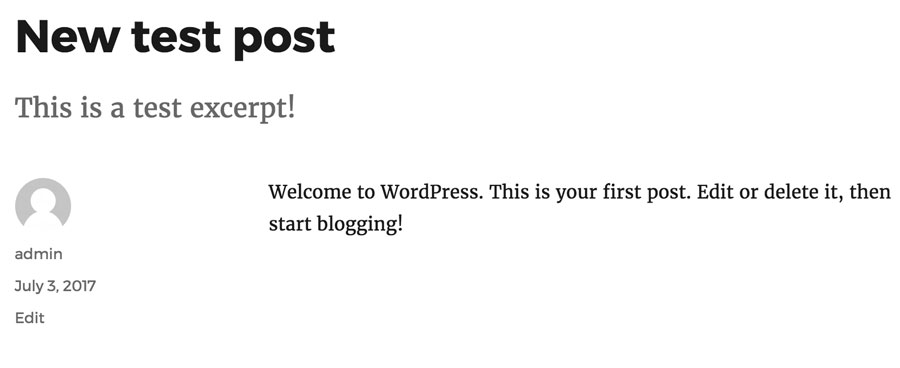 New test post
This is a test excerpt!
admin
July 3, 2017
Edit
Welcome to WordPress. This is your first post. Edit or delete it, then
start blogging!